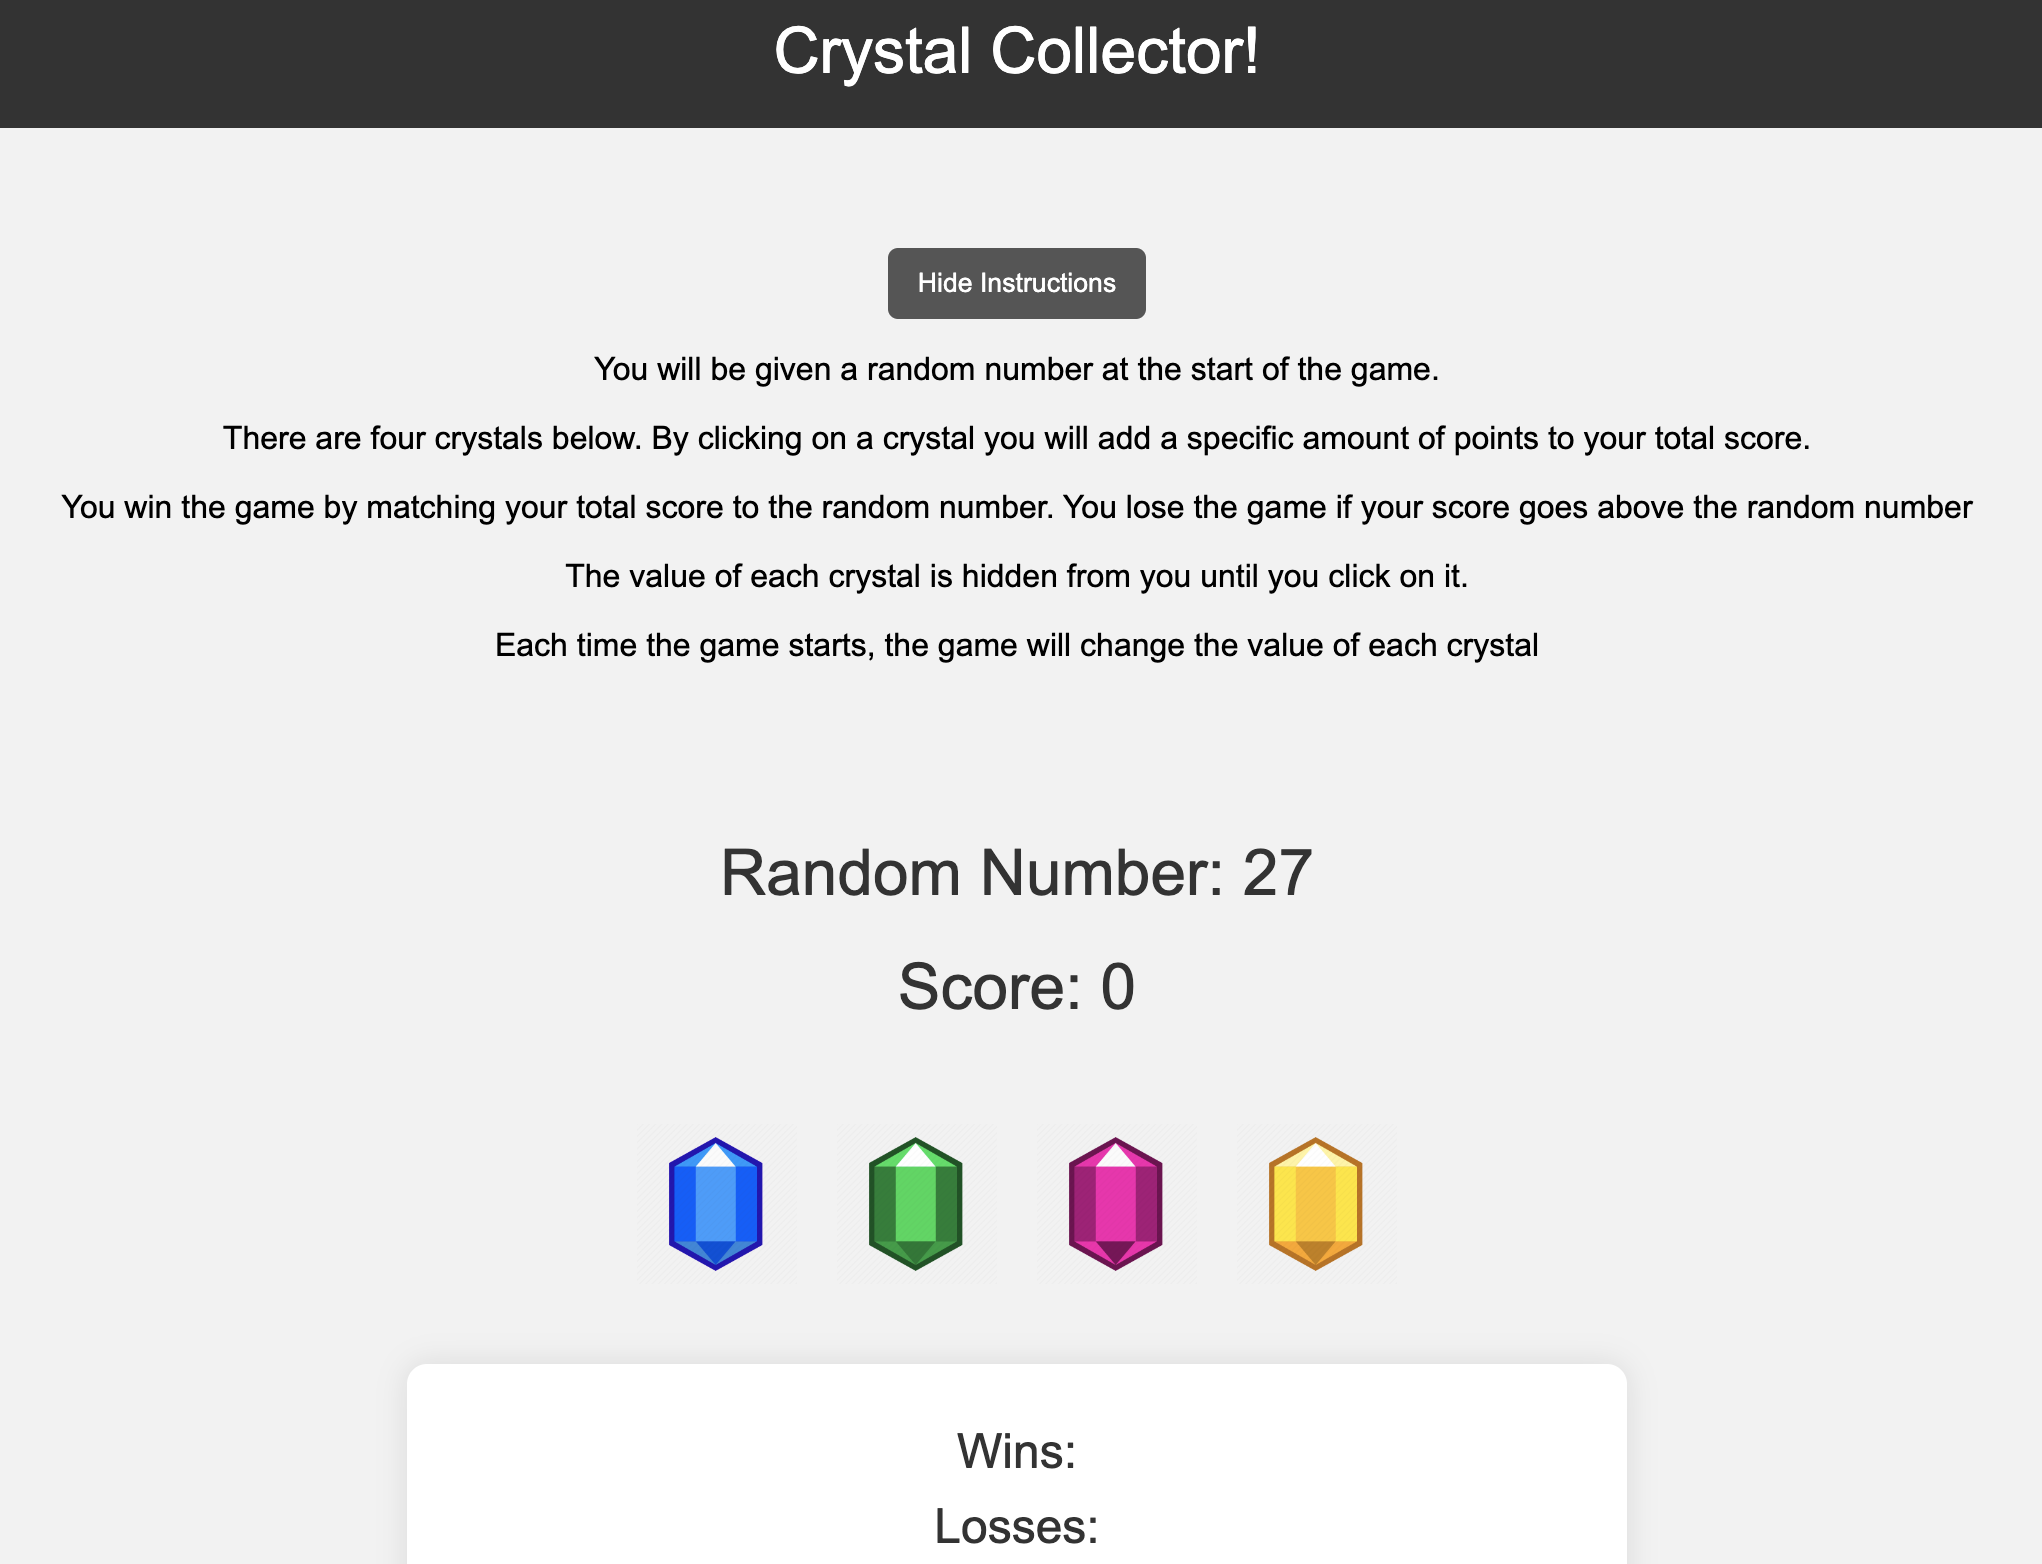 Crystal Collector!
Hide Instructions
You will be given a random number at the start of the game.
There are four crystals below. By clicking on a crystal you will add a specific amount of points to your total score.
You win the game by matching your total score to the random number. You lose the game if your score goes above the random number
The value of each crystal is hidden from you until you click on it.
Each time the game starts, the game will change the value of each crystal
Random Number: 27
Score: 0
Wins:
Losses: